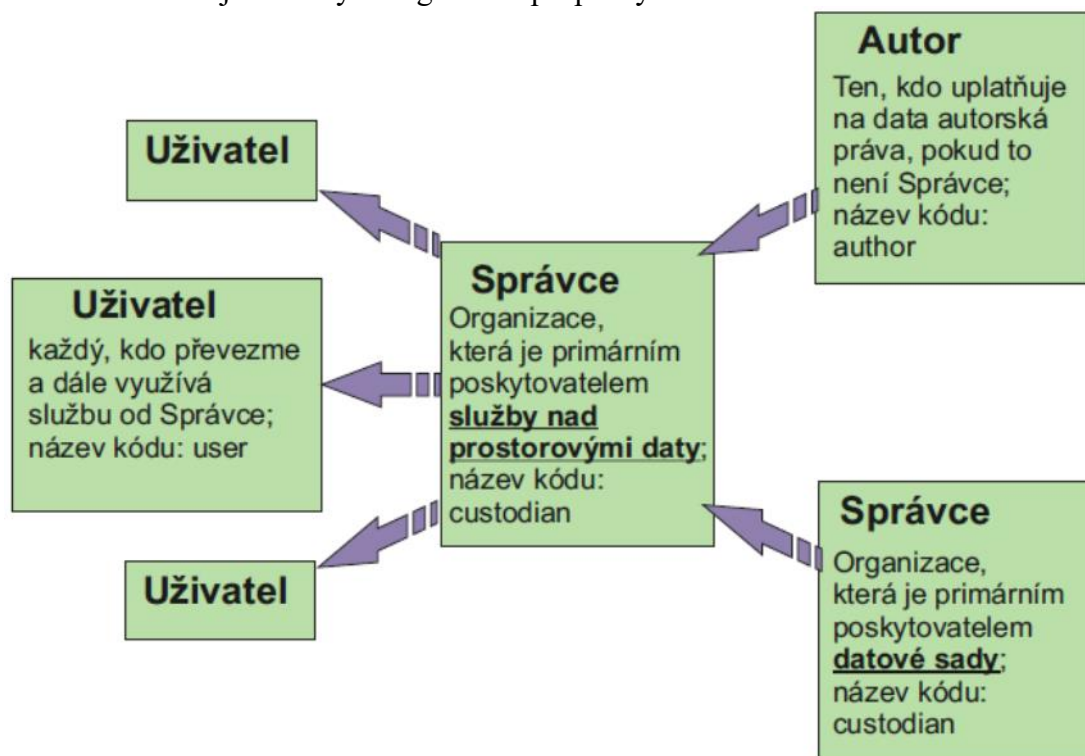 Autor
Ten, kdo uplatňuje
na data autorská
práva, pokud to
není Správce;
název kódu:
author
Uživatel
Uživatel
každý, kdo převezme
a dále využívá
službu od Správce;
název kódu: user
Správce
Organizace,
která je primárním
poskytovatelem
služby nad
prostorovými daty;
název kódu:
custodian
Uživatel
Správce
Organizace,
která je primárním
poskytovatelem
datové sady;
název kódu:
custodian